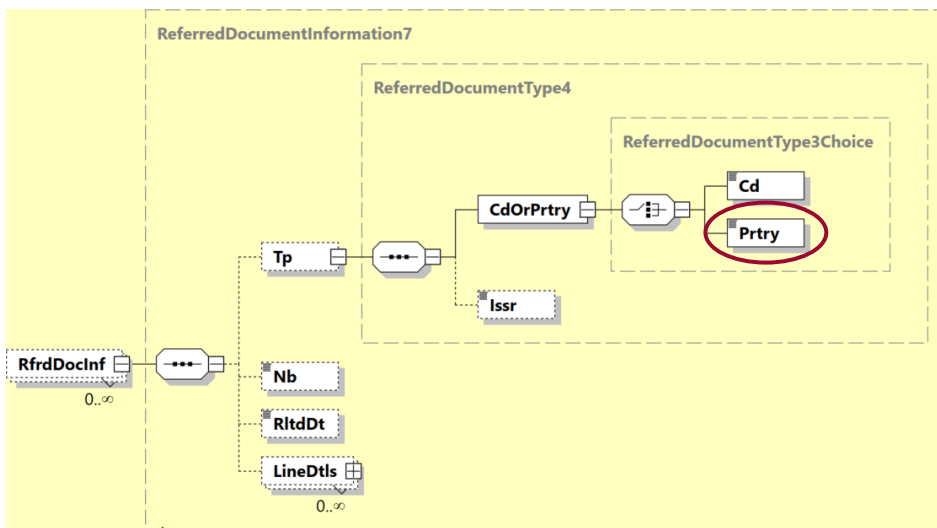 ReferredDocumentInformation7
ReferredDocumentType4
ReferredDocumentType3Choice
Cd
CdOrPrtry
Prtry
Tp
Issr
RfrdDocInf
0..∞
Nb
RltdDt
LineDtls
0..∞